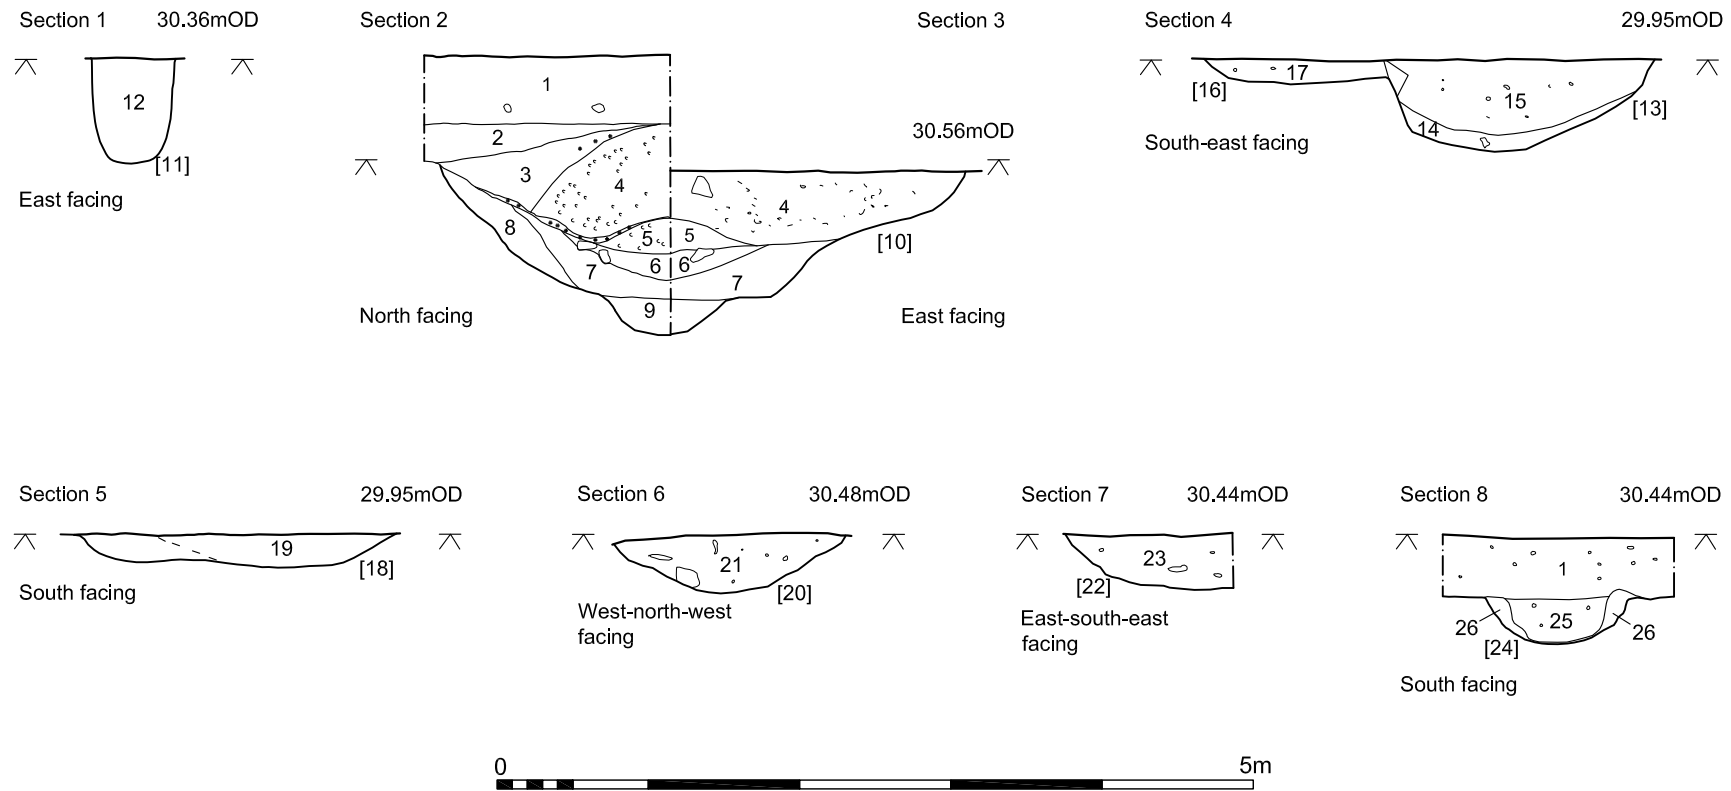 Section 1 30.36mOD
12
[11]
East facing
Section 2 Section 3
30.56mOD
1
2
3
4
4
5
5
6
6
7
7
8
9
[10]
North facing East facing
Section 4 29.95mOD
17
[16]
15
14
[13]
South-east facing
Section 5 29.95mOD
19
[18]
South facing
Section 6 30.48mOD
21
[20]
West-north-west
facing
Section 7 30.44mOD
23
[22]
East-south-east
facing
Section 8 30.44mOD
1
25
26
26
[24]
South facing
0 5m